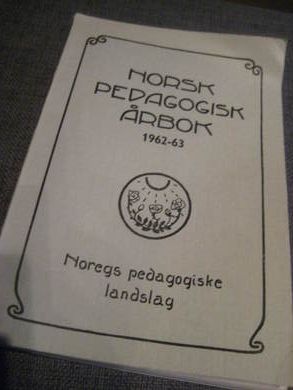 NORSK
PEDAGOGISK
ÅRBOK
1962-63
Noregs pedagogiske
landslag